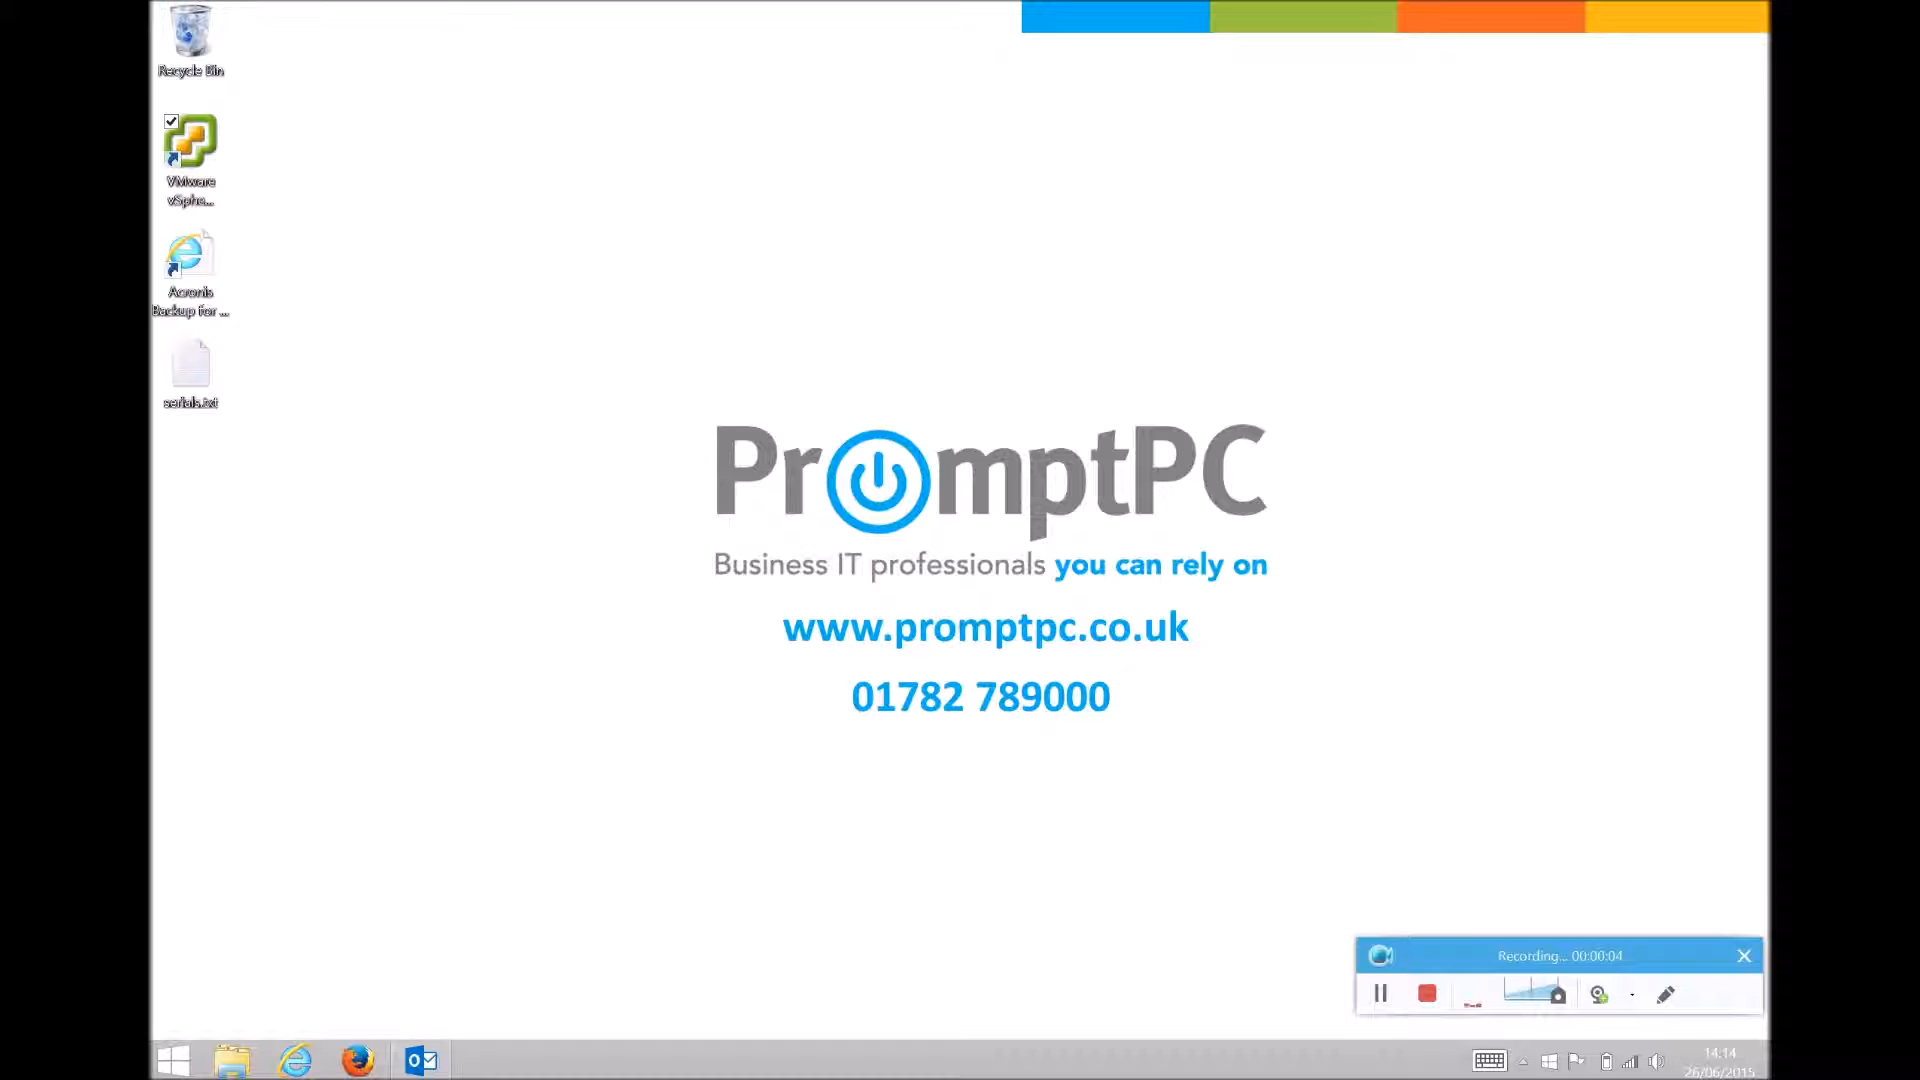 Recycle Bin
VMware
vSphe...
Acronis
Backup for ...
serials.txt
PromptPC
Business IT professionals you can rely on
www.promptpc.co.uk
01782 789000
Recording... 00:00:04
14:14
26/06/2015